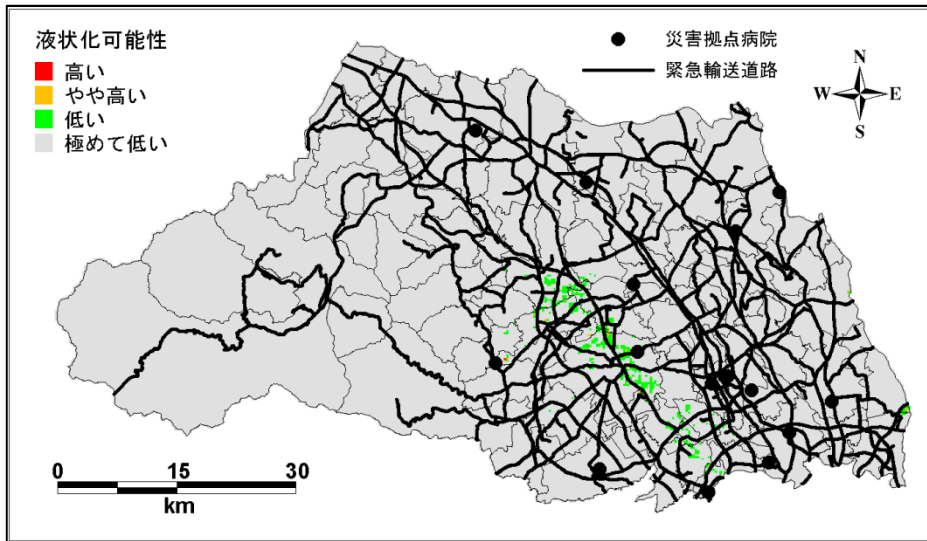 液状化可能性
高い
やや高い
低い
極めて低い
災害拠点病院
緊急輸送道路
N
W E
S
0 15 30
km